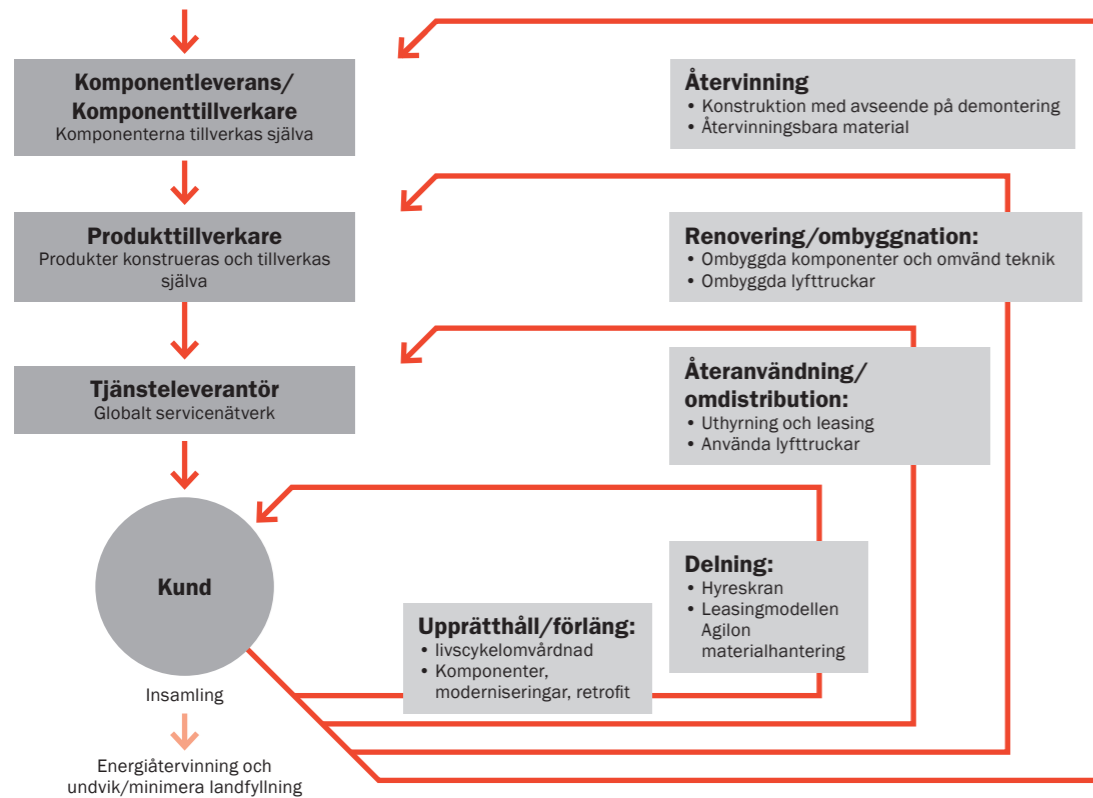 Komponentleverans/
Komponenttillverkare
Komponenterna tillverkas själva
Produkttillverkare
Produkter konstrueras och tillverkas
själva
Tjänsteleverantör
Globalt servicenätverk
Kund
Insamling
Energiåtervinning och
undvik/minimera landfyllning
Återvinning
• Konstruktion med avseende på demontering
• Återvinningsbara material
Renovering/ombyggnation:
• Ombyggda komponenter och omvänd teknik
• Ombyggda lyfttruckar
Återanvändning/
omdistribution:
• Uthyrning och leasing
• Använda lyfttruckar
Delning:
• Hyreskran
• Leasingmodellen
Agilon
materialhantering
Upprätthåll/förläng:
• livscykelomvårdnad
• Komponenter,
moderniseringar, retrofit